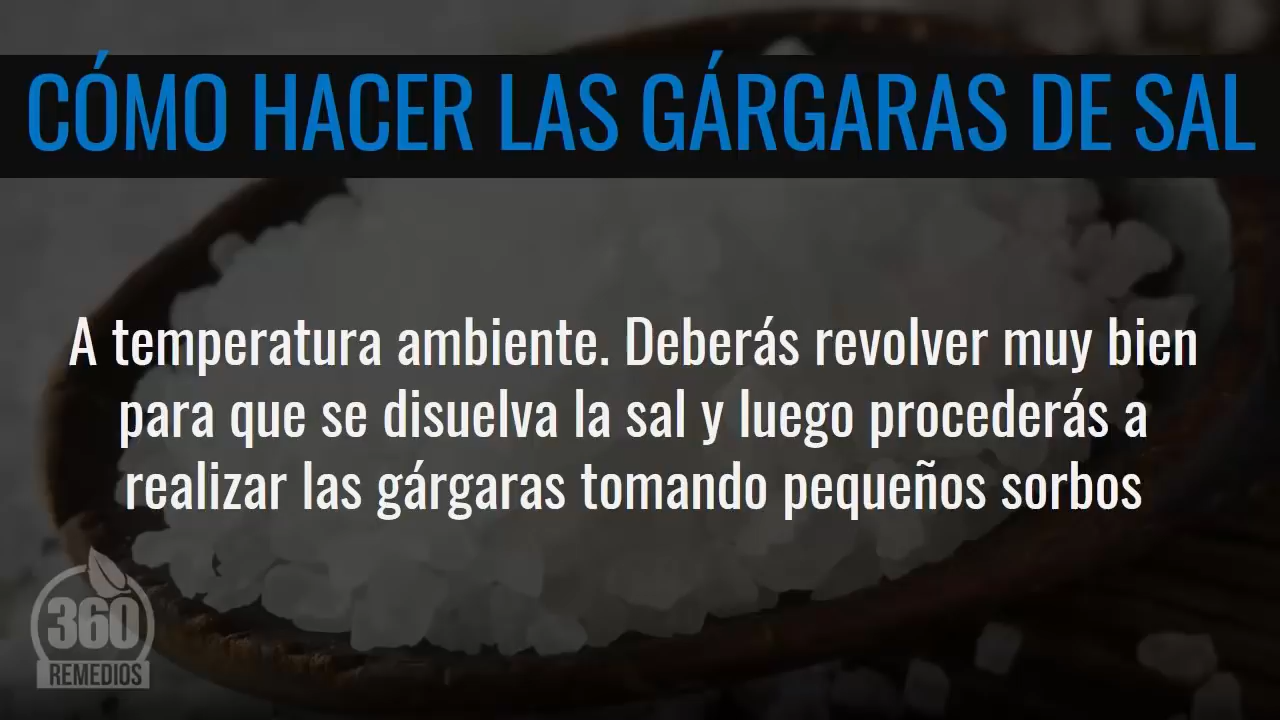 CÓMO HACER LAS GÁRGARAS DE SAL
A temperatura ambiente. Deberás revolver muy bien
para que se disuelva la sal y luego procederás a
realizar las gárgaras tomando pequeños sorbos
360
REMEDIOS